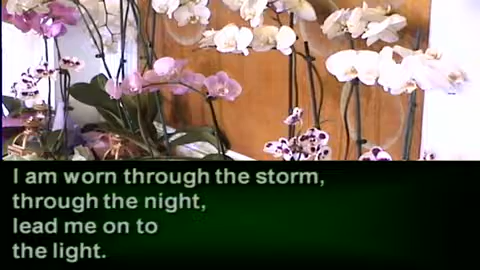 I am worn through the storm,
through the night,
lead me on to
the light.